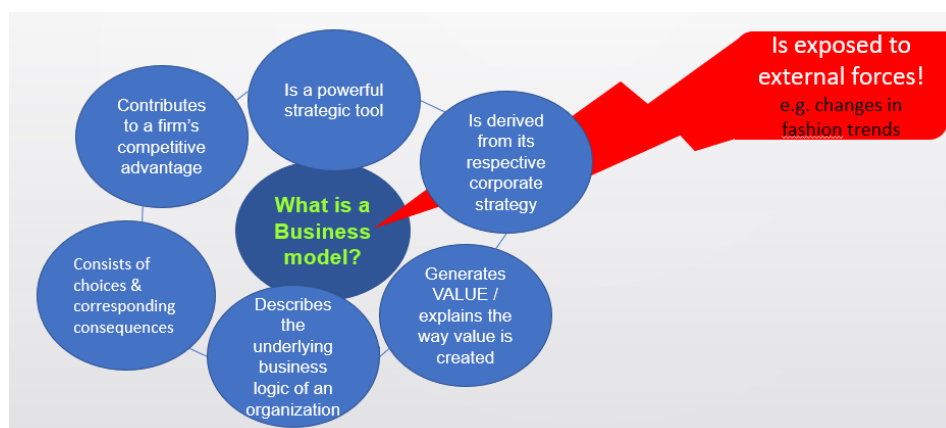 What is a
Business
model?
Is a powerful
strategic tool
Is derived
from its
respective
corporate
strategy
Generates
VALUE /
explains the
way value is
created
Describes
the
underlying
business
logic of an
organization
Consists of
choices &
corresponding
consequences
Contributes
to a firm's
competitive
advantage
Is exposed to
external forces!
e.g. changes in
fashion trends